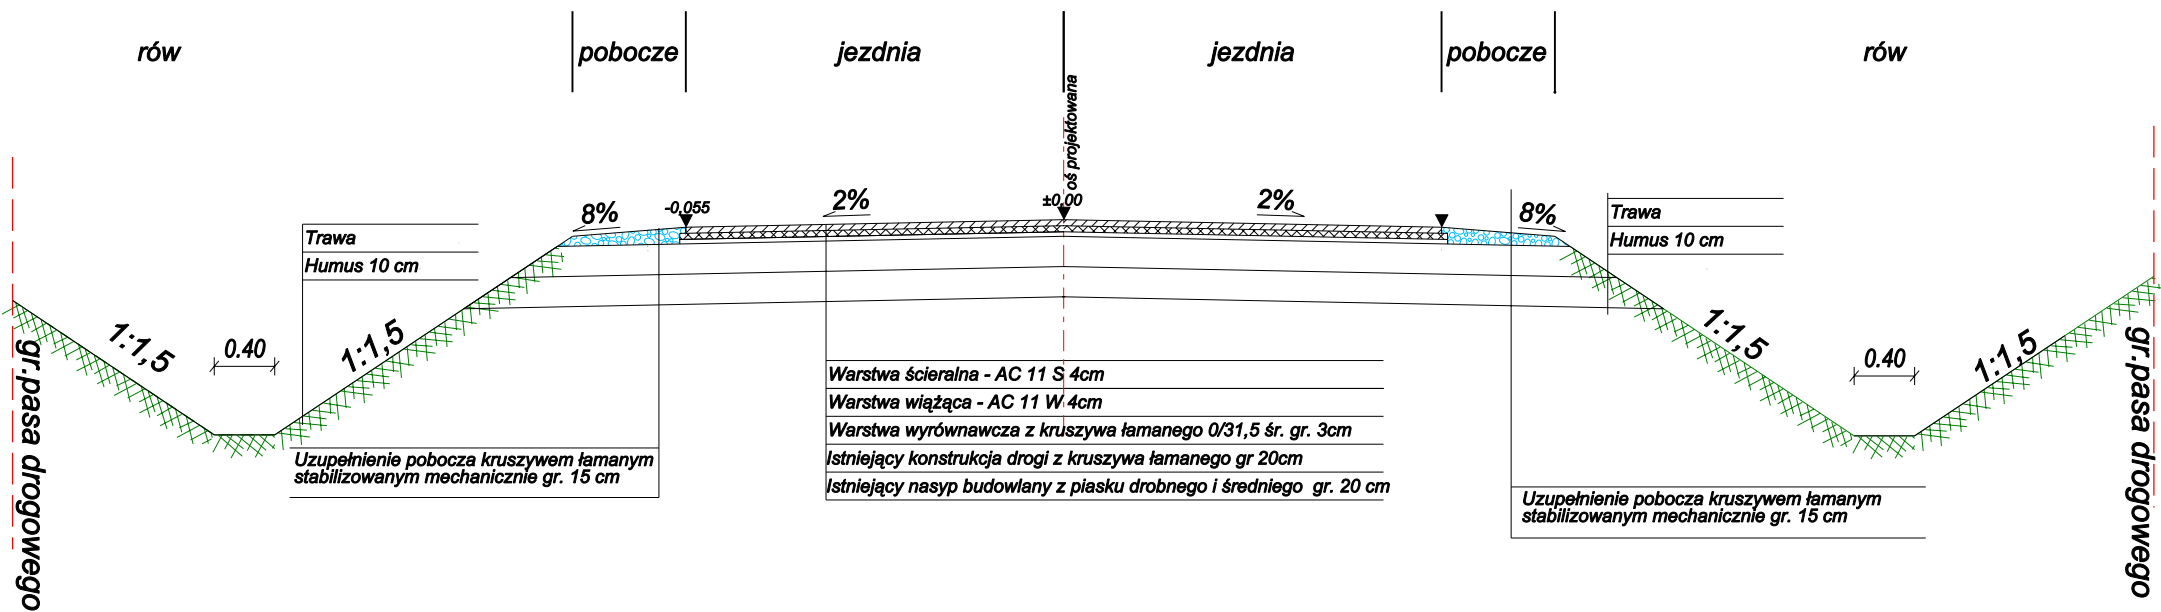 rów
pobocze
jezdnia
jezdnia
pobocze
rów
oś projektowana
8%
-0.055
2%
±0.00
2%
8%
Trawa
Humus 10 cm
Trawa
Humus 10 cm
1:1,5
0.40
1:1,5
1:1,5
0.40
1:1,5
gr.pasa drogowego
gr.pasa drogowego
Warstwa ścieralna - AC 11 S 4cm
Warstwa wiążąca - AC 11 W 4cm
Warstwa wyrównawcza z kruszywa łamanego 0/31,5 śr. gr. 3cm
Istniejący konstrukcja drogi z kruszywa łamanego gr 20cm
Istniejący nasyp budowlany z piasku drobnego i średniego gr. 20 cm
Uzupełnienie pobocza kruszywem łamanym
stabilizowanym mechanicznie gr. 15 cm
Uzupełnienie pobocza kruszywem łamanym
stabilizowanym mechanicznie gr. 15 cm